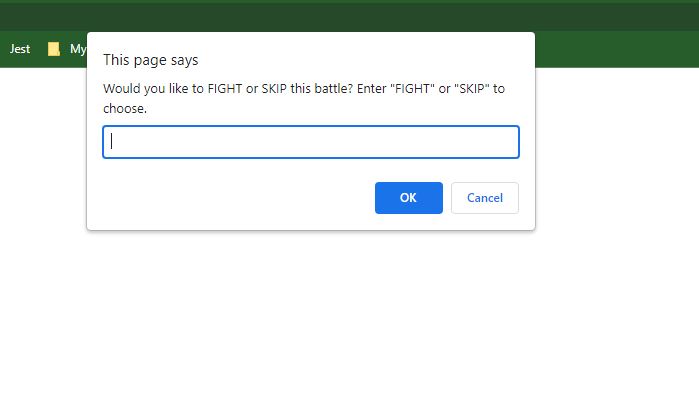 Jest My
This page says
Would you like to FIGHT or SKIP this battle? Enter "FIGHT" or "SKIP" to
choose.
OK Cancel